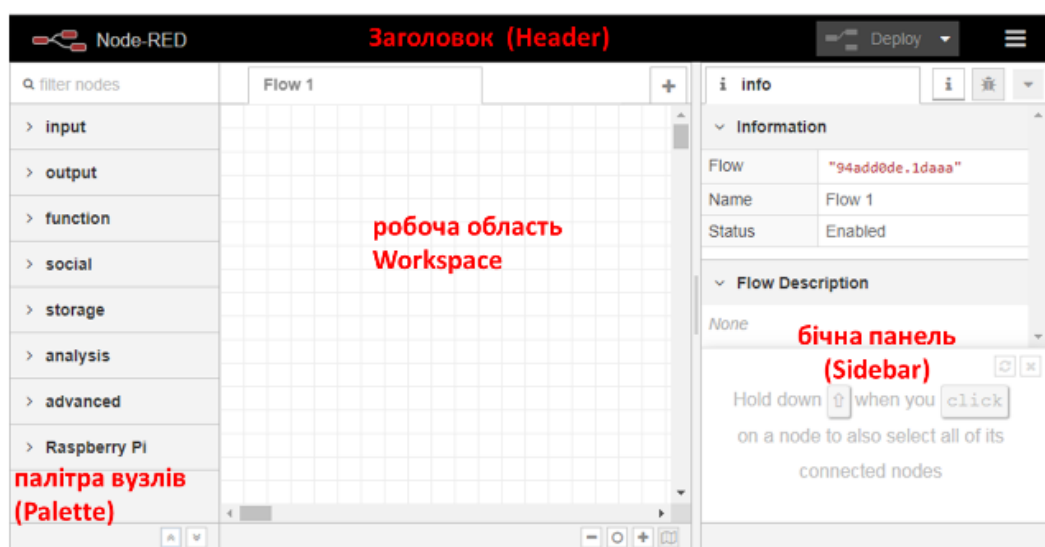 Node-RED
Заголовок (Header)
Deploy
filter nodes
Flow 1
+
i info
i
> input
> output
> function
> social
> storage
> analysis
> advanced
> Raspberry Pi
палітра вузлів
(Palette)
робоча область
Workspace
Information
Flow "94add0de.1daaa"
Name Flow 1
Status Enabled
Flow Description
None
бічна панель
(Sidebar)
Hold down ⇧ when you click
on a node to also select all of its
connected nodes